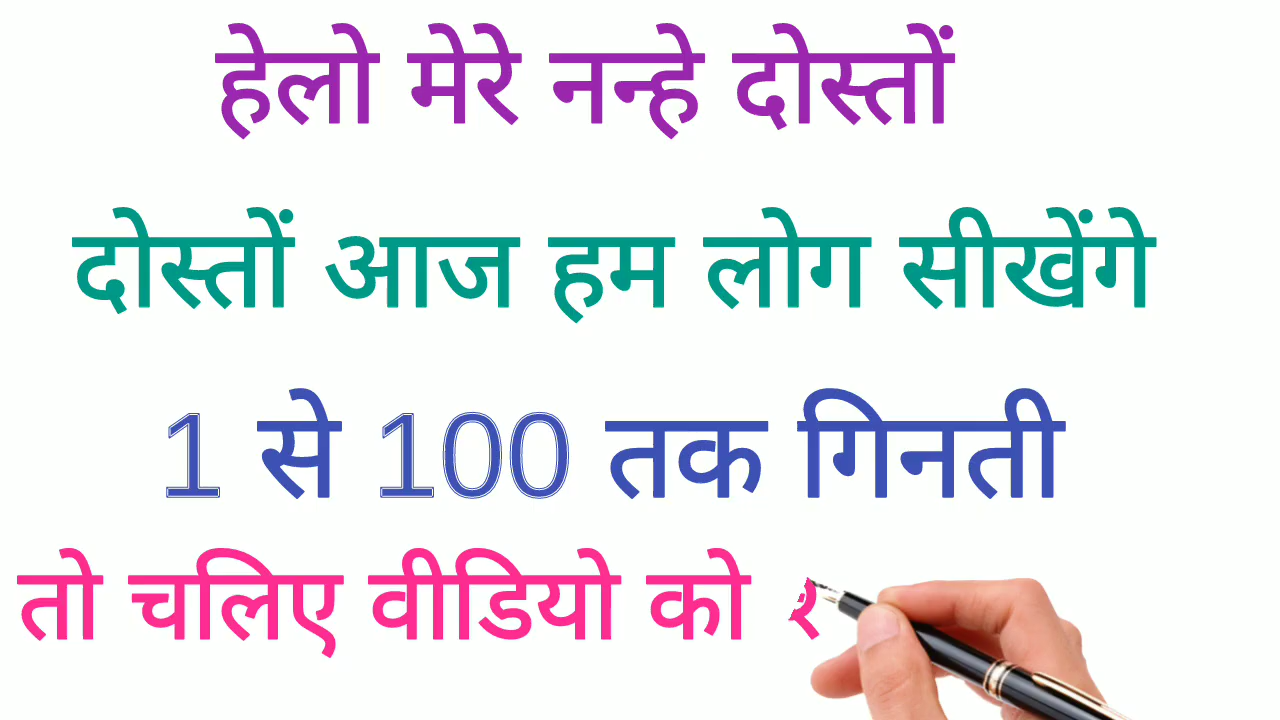 हेलो मेरे नन्हे दोस्तों
दोस्तों आज हम लोग सीखेंगे
1 से 100 तक गिनती
तो चलिए वीडियो को